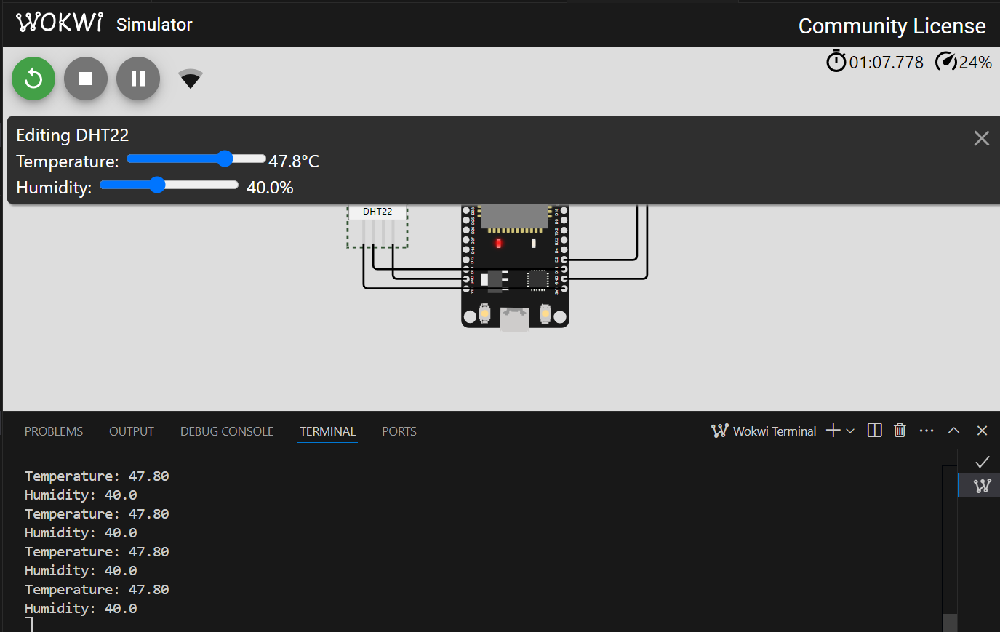 WOKWi Simulator
Community License
01:07.778 24%
Editing DHT22
Temperature: 47.8°C
Humidity: 40.0%
DHT22
PROBLEMS OUTPUT DEBUG CONSOLE TERMINAL PORTS
Wokwi Terminal
Temperature: 47.80
Humidity: 40.0
Temperature: 47.80
Humidity: 40.0
Temperature: 47.80
Humidity: 40.0
Temperature: 47.80
Humidity: 40.0